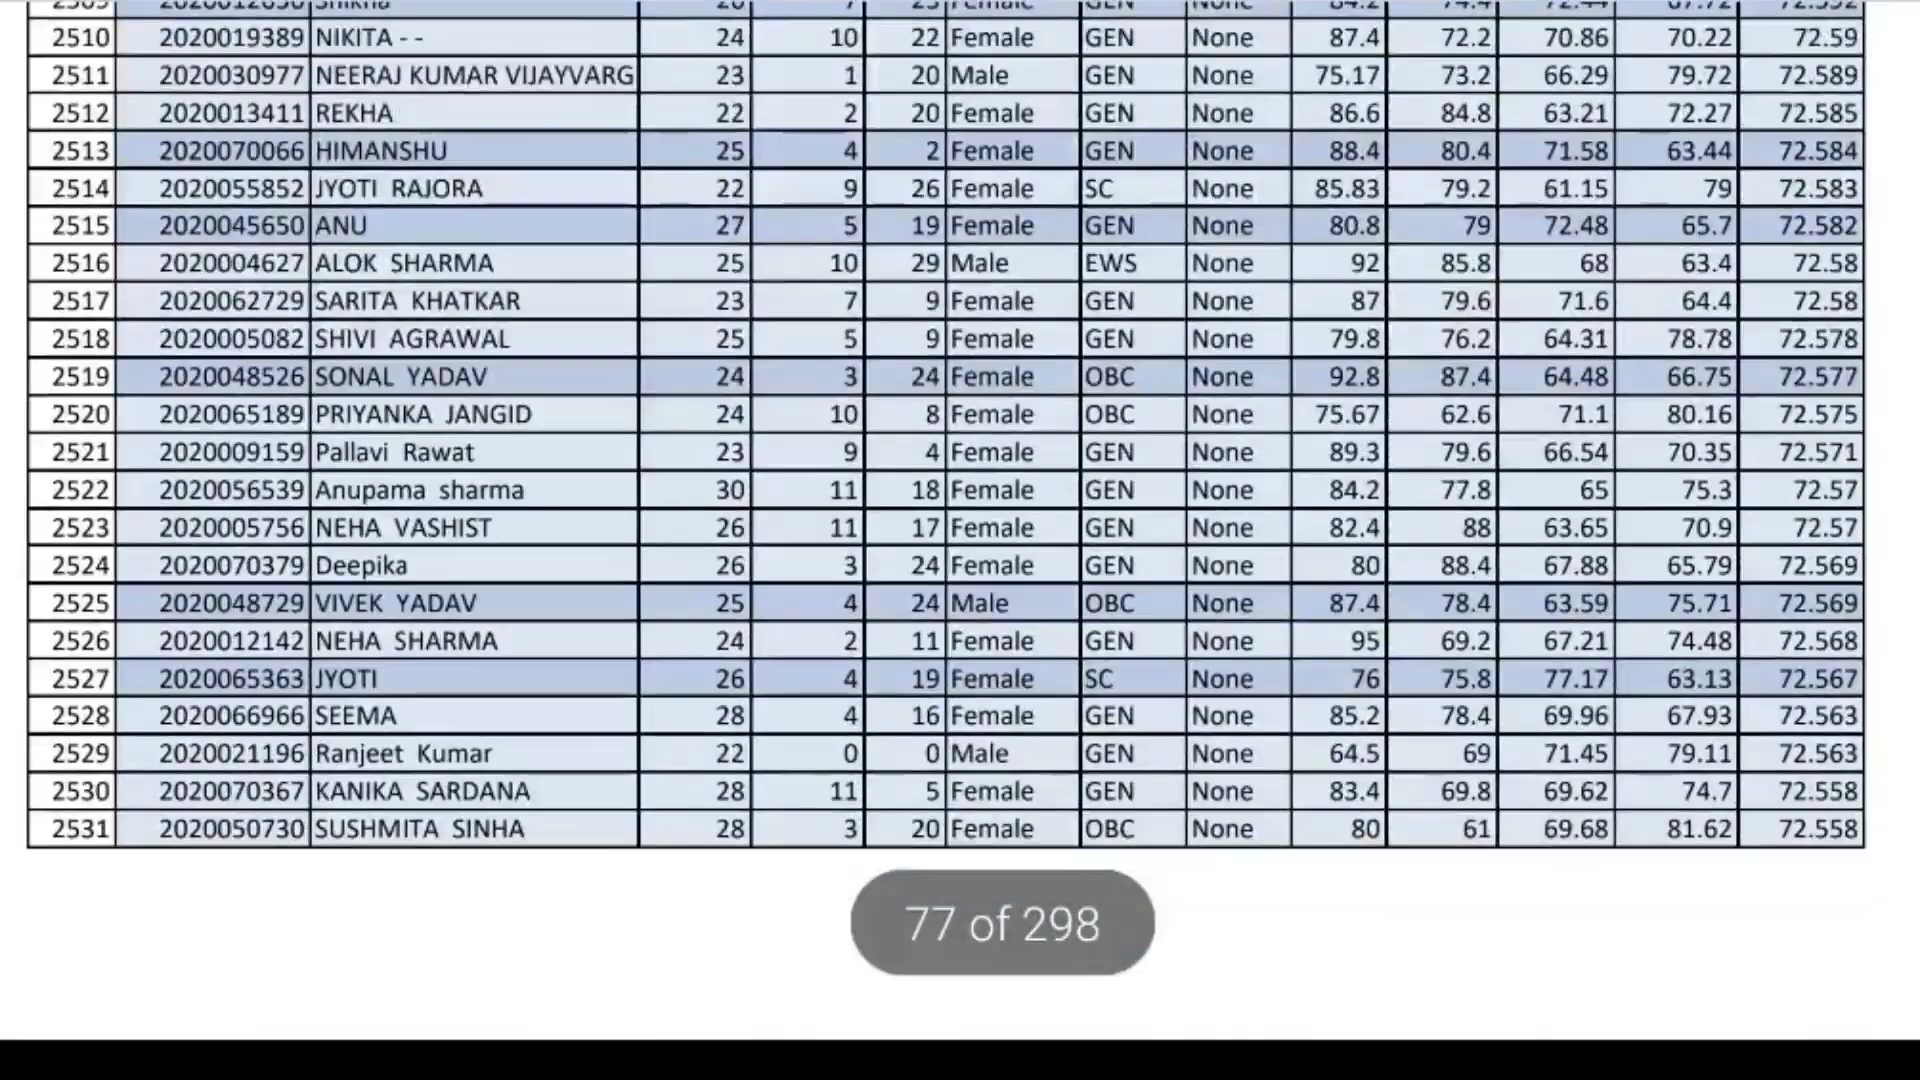 2510 2020019389 NIKITA - - 24 10 22 Female GEN None 87.4 72.2 70.86 70.22 72.59
2511 2020030977 NEERAJ KUMAR VIJAYVARG 23 1 20 Male GEN None 75.17 73.2 66.29 79.72 72.589
2512 2020013411 REKHA 22 2 20 Female GEN None 86.6 84.8 63.21 72.27 72.585
2513 2020070066 HIMANSHU 25 4 2 Female GEN None 88.4 80.4 71.58 63.44 72.584
2514 2020055852 JYOTI RAJORA 22 9 26 Female SC None 85.83 79.2 61.15 79 72.583
2515 2020045650 ANU 27 5 19 Female GEN None 80.8 79 72.48 65.7 72.582
2516 2020004627 ALOK SHARMA 25 10 29 Male EWS None 92 85.8 68 63.4 72.58
2517 2020062729 SARITA KHATKAR 23 7 9 Female GEN None 87 79.6 71.6 64.4 72.58
2518 2020005082 SHIVI AGRAWAL 25 5 9 Female GEN None 79.8 76.2 64.31 78.78 72.578
2519 2020048526 SONAL YADAV 24 3 24 Female OBC None 92.8 87.4 64.48 66.75 72.577
2520 2020065189 PRIYANKA JANGID 24 10 8 Female OBC None 75.67 62.6 71.1 80.16 72.575
2521 2020009159 Pallavi Rawat 23 9 4 Female GEN None 89.3 79.6 66.54 70.35 72.571
2522 2020056539 Anupama sharma 30 11 18 Female GEN None 84.2 77.8 65 75.3 72.57
2523 2020005756 NEHA VASHIST 26 11 17 Female GEN None 82.4 88 63.65 70.9 72.57
2524 2020070379 Deepika 26 3 24 Female GEN None 80 88.4 67.88 65.79 72.569
2525 2020048729 VIVEK YADAV 25 4 24 Male OBC None 87.4 78.4 63.59 75.71 72.569
2526 2020012142 NEHA SHARMA 24 2 11 Female GEN None 95 69.2 67.21 74.48 72.568
2527 2020065363 JYOTI 26 4 19 Female SC None 76 75.8 77.17 63.13 72.567
2528 2020066966 SEEMA 28 4 16 Female GEN None 85.2 78.4 69.96 67.93 72.563
2529 2020021196 Ranjeet Kumar 22 0 0 Male GEN None 64.5 69 71.45 79.11 72.563
2530 2020070367 KANIKA SARDANA 28 11 5 Female GEN None 83.4 69.8 69.62 74.7 72.558
2531 2020050730 SUSHMITA SINHA 28 3 20 Female OBC None 80 61 69.68 81.62 72.558
77 of 298